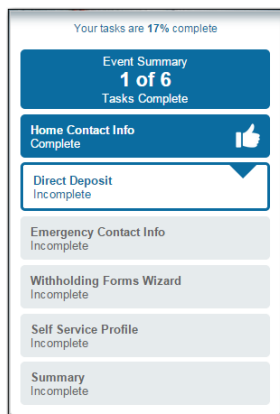 Your tasks are 17% complete
Event Summary
1 of 6
Tasks Complete
Home Contact Info
Complete
Direct Deposit
Incomplete
Emergency Contact Info
Incomplete
Withholding Forms Wizard
Incomplete
Self Service Profile
Incomplete
Summary
Incomplete